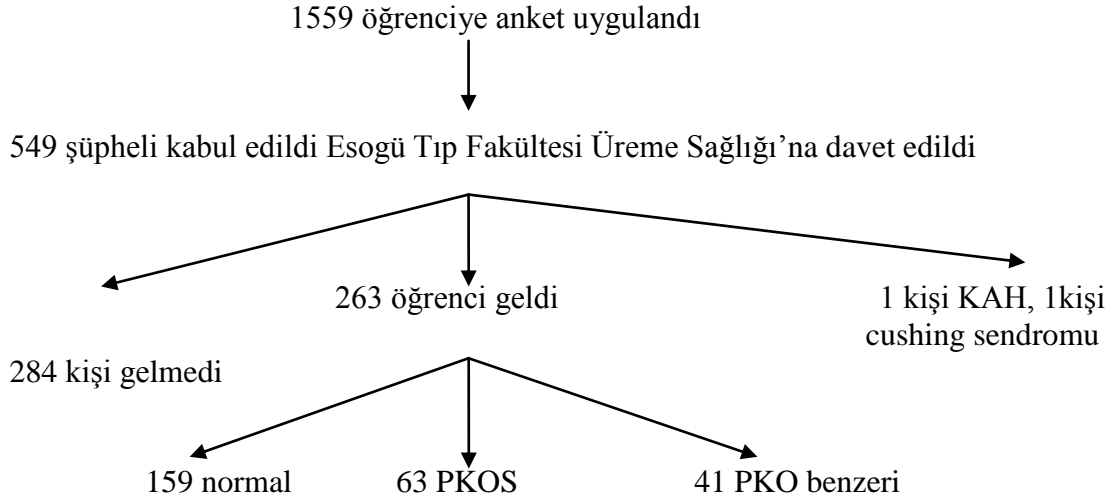 1559 öğrenciye anket uygulandı
549 şüpheli kabul edildi Esogü Tıp Fakültesi Üreme Sağlığı’na davet edildi
263 öğrenci geldi
1 kişi KAH, 1kişi
cushing sendromu
284 kişi gelmedi
159 normal
63 PKOS
41 PKO benzeri